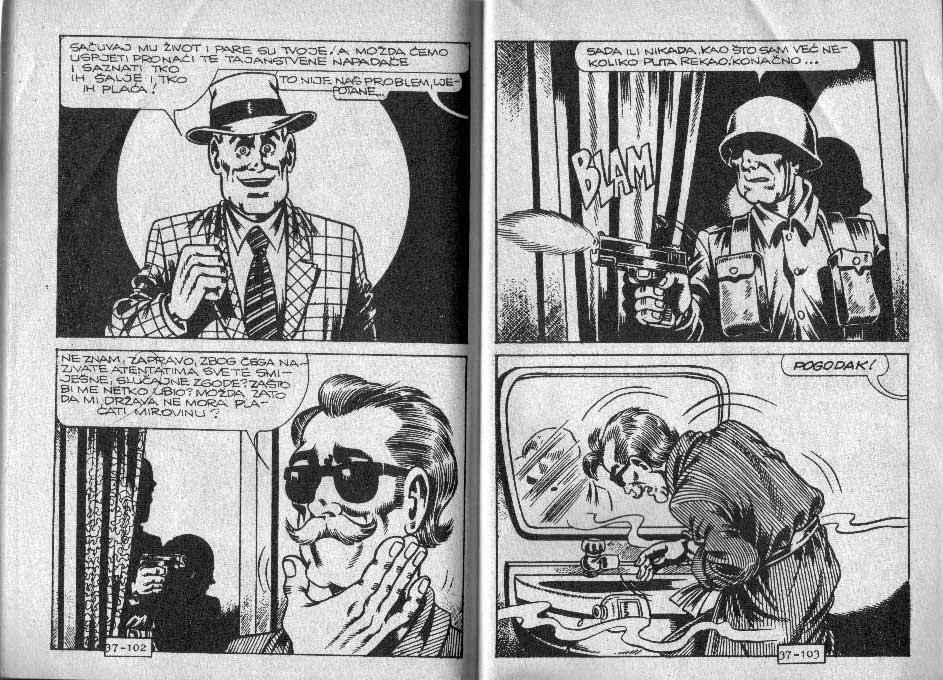 SAČUVAJ MU ŽIVOT I PARE SU TVOJE! A MOŽDA ĆEMO
USPJETI PRONAĆI TE TAJANSTVENE NAPADAČE
I SAZNATI TKO
IH ŠALJE I TKO
IH PLAĆA!
TO NIJE NAŠ PROBLEM, LJE-
POTANE...
NE ZNAM, ZAPRAVO, ZBOG ČEGA NA-
ZIVATE ATENTATIMA SVE TE SMI-
JEŠNE, SLUČAJNE ZGODE? ZAŠTO
BI ME NETKO UBIO? MOŽDA ZATO
DA MI DRŽAVA NE MORA PLA-
ĆATI MIROVINU?
37-102
SADA ILI NIKADA, KAO ŠTO SAM VEĆ NE-
KOLIKO PUTA REKAO. KONAČNO...
BLAM
POGODAK!
37-103